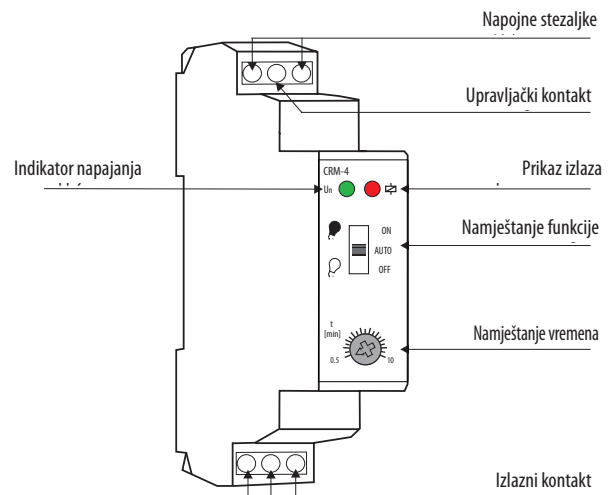 Napojne stezaljke
Upravljački kontakt
Indikator napajanja
Prikaz izlaza
CRM-4
Un
ON
Namještanje funkcije
AUTO
OFF
t
[min]
Namještanje vremena
0.5
10
Izlazni kontakt